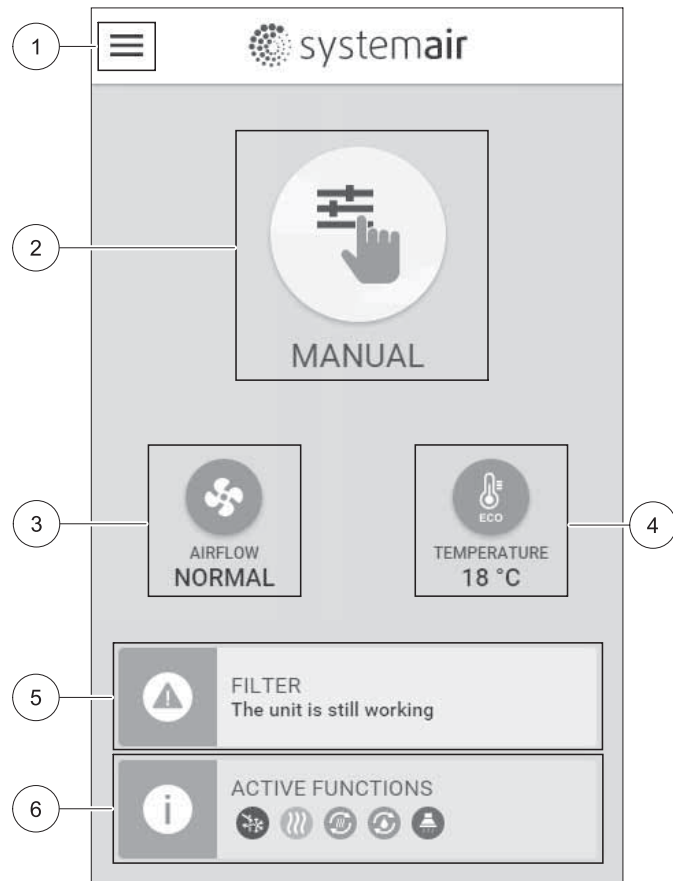 1
systemair
2
MANUAL
3
4
ECO
AIRFLOW
NORMAL
TEMPERATURE
18 °C
5
FILTER
The unit is still working
6
i
ACTIVE FUNCTIONS